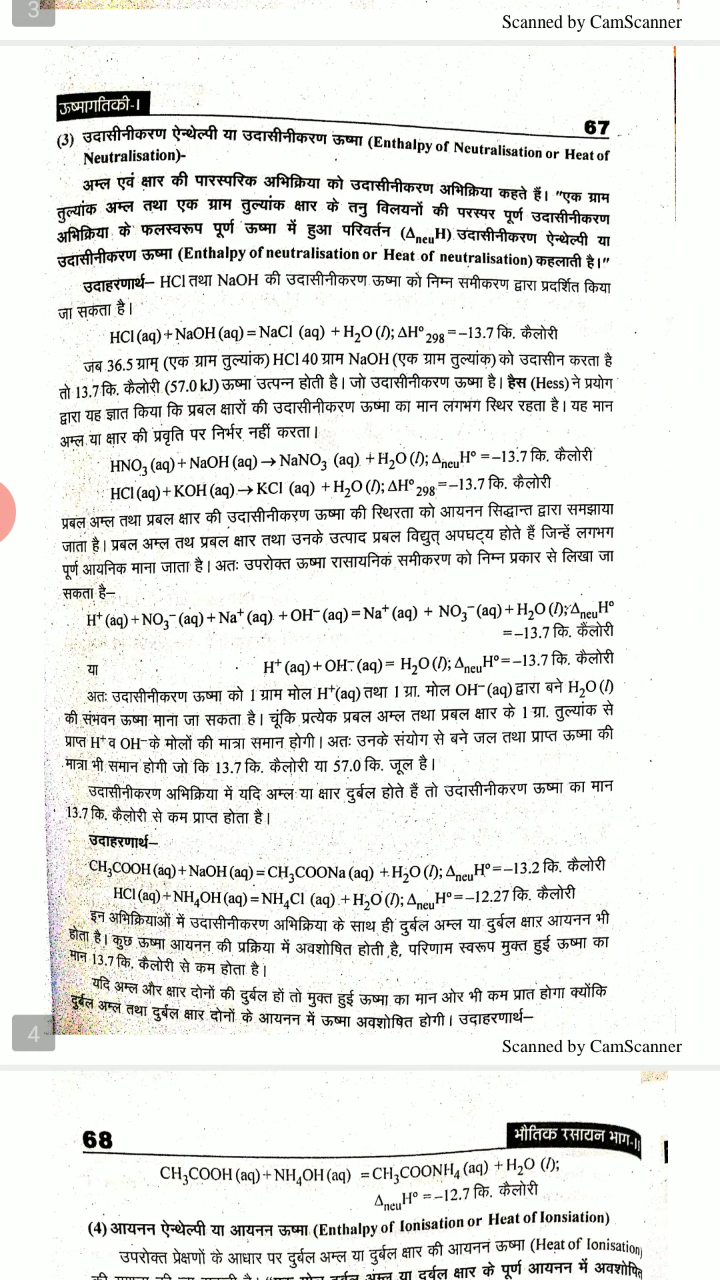 3
Scanned by CamScanner
ऊष्मागतिकी-I
67
(3) उदासीनीकरण ऐन्थेल्पी या उदासीनीकरण ऊष्मा (Enthalpy of Neutralisation or Heat of
Neutralisation)-
अम्ल एवं क्षार की पारस्परिक अभिक्रिया को उदासीनीकरण अभिक्रिया कहते हैं। "एक ग्राम
तुल्यांक अम्ल तथा एक ग्राम तुल्यांक क्षार के तनु विलयनों की परस्पर पूर्ण उदासीनीकरण
अभिक्रिया के फलस्वरूप पूर्ण ऊष्मा में हुआ परिवर्तन (ΔneuH) उदासीनीकरण ऐन्थेल्पी या
उदासीनीकरण ऊष्मा (Enthalpy of neutralisation or Heat of neutralisation) कहलाती है।"
उदाहरणार्थ– HCl तथा NaOH की उदासीनीकरण ऊष्मा को निम्न समीकरण द्वारा प्रदर्शित किया
जा सकता है।
HCl (aq) + NaOH (aq) = NaCl (aq) + H₂O (l); ΔH°₂₉₈ = –13.7 कि. कैलोरी
जब 36.5 ग्राम् (एक ग्राम तुल्यांक) HCl 40 ग्राम NaOH (एक ग्राम तुल्यांक) को उदासीन करता है
तो 13.7 कि. कैलोरी (57.0 kJ) ऊष्मा उत्पन्न होती है। जो उदासीनीकरण ऊष्मा है। हैस (Hess) ने प्रयोग
द्वारा यह ज्ञात किया कि प्रबल क्षारों की उदासीनीकरण ऊष्मा का मान लगभग स्थिर रहता है। यह मान
अम्ल या क्षार की प्रवृति पर निर्भर नहीं करता।
HNO₃ (aq) + NaOH (aq) → NaNO₃ (aq) + H₂O (l); ΔneuH° = –13.7 कि. कैलोरी
HCl (aq) + KOH (aq) → KCl (aq) + H₂O (l); ΔH°₂₉₈ = –13.7 कि. कैलोरी
प्रबल अम्ल तथा प्रबल क्षार की उदासीनीकरण ऊष्मा की स्थिरता को आयनन सिद्धान्त द्वारा समझाया
जाता है। प्रबल अम्ल तथ प्रबल क्षार तथा उनके उत्पाद प्रबल विद्युत् अपघट्य होते हैं जिन्हें लगभग
पूर्ण आयनिक माना जाता है। अतः उपरोक्त ऊष्मा रासायनिक समीकरण को निम्न प्रकार से लिखा जा
सकता है–
H⁺ (aq) + NO₃⁻ (aq) + Na⁺ (aq) + OH⁻ (aq) = Na⁺ (aq) + NO₃⁻ (aq) + H₂O (l); ΔneuH°
= –13.7 कि. कैलोरी
या H⁺ (aq) + OH⁻ (aq) = H₂O (l); ΔneuH° = –13.7 कि. कैलोरी
अतः उदासीनीकरण ऊष्मा को 1 ग्राम मोल H⁺(aq) तथा 1 ग्रा. मोल OH⁻ (aq) द्वारा बने H₂O (l)
की संभवन ऊष्मा माना जा सकता है। चूंकि प्रत्येक प्रबल अम्ल तथा प्रबल क्षार के 1 ग्रा. तुल्यांक से
प्राप्त H⁺ व OH⁻ के मोलों की मात्रा समान होगी। अतः उनके संयोग से बने जल तथा प्राप्त ऊष्मा की
मात्रा भी समान होगी जो कि 13.7 कि. कैलोरी या 57.0 कि. जूल है।
उदासीनीकरण अभिक्रिया में यदि अम्ल या क्षार दुर्बल होते हैं तो उदासीनीकरण ऊष्मा का मान
13.7 कि. कैलोरी से कम प्राप्त होता है।
उदाहरणार्थ–
CH₃COOH (aq) + NaOH (aq) = CH₃COONa (aq) + H₂O (l); ΔneuH° = –13.2 कि. कैलोरी
HCl (aq) + NH₄OH (aq) = NH₄Cl (aq) + H₂O (l); ΔneuH° = –12.27 कि. कैलोरी
इन अभिक्रियाओं में उदासीनीकरण अभिक्रिया के साथ ही दुर्बल अम्ल या दुर्बल क्षार आयनन भी
होता है। कुछ ऊष्मा आयनन की प्रक्रिया में अवशोषित होती है, परिणाम स्वरूप मुक्त हुई ऊष्मा का
मान 13.7 कि. कैलोरी से कम होता है।
यदि अम्ल और क्षार दोनों की दुर्बल हों तो मुक्त हुई ऊष्मा का मान ओर भी कम प्रात होगा क्योंकि
दुर्बल अम्ल तथा दुर्बल क्षार दोनों के आयनन में ऊष्मा अवशोषित होगी। उदाहरणार्थ–
4
Scanned by CamScanner
68
भौतिक रसायन भाग-II
CH₃COOH (aq) + NH₄OH (aq) = CH₃COONH₄ (aq) + H₂O (l);
ΔneuH° = –12.7 कि. कैलोरी
(4) आयनन ऐन्थेल्पी या आयनन ऊष्मा (Enthalpy of Ionisation or Heat of Ionsiation)
उपरोक्त प्रेक्षणों के आधार पर दुर्बल अम्ल या दुर्बल क्षार की आयनन ऊष्मा (Heat of Ionisation)
दुर्बल अम्ल या दुर्बल क्षार के पूर्ण आयनन में अवशोषित